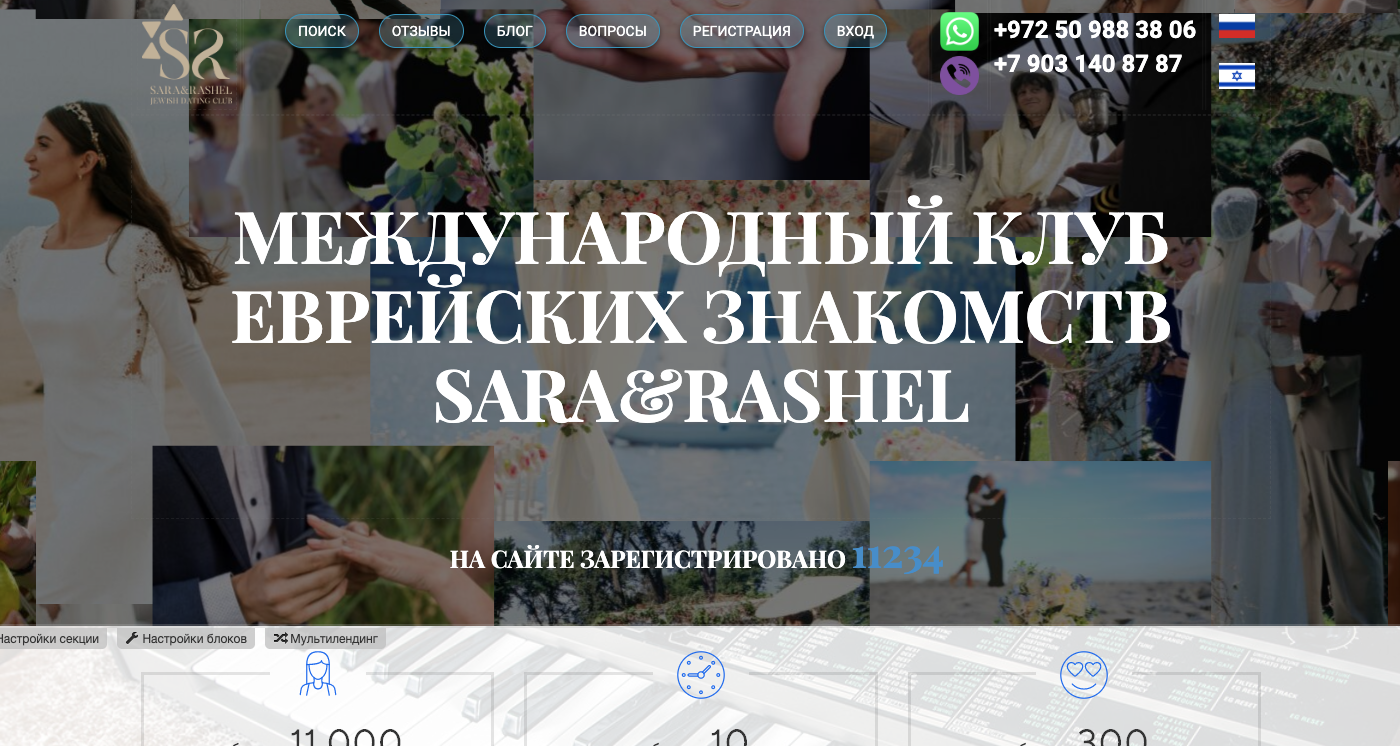 SARA&RASHEL
JEWISH DATING CLUB
ПОИСК
ОТЗЫВЫ
БЛОГ
ВОПРОСЫ
РЕГИСТРАЦИЯ
ВХОД
+972 50 988 38 06
+7 903 140 87 87
МЕЖДУНАРОДНЫЙ КЛУБ
ЕВРЕЙСКИХ ЗНАКОМСТВ
SARA&RASHEL
НА САЙТЕ ЗАРЕГИСТРИРОВАНО 11234
Настройки секции
Настройки блоков
Мультилендинг
11 000
10
300